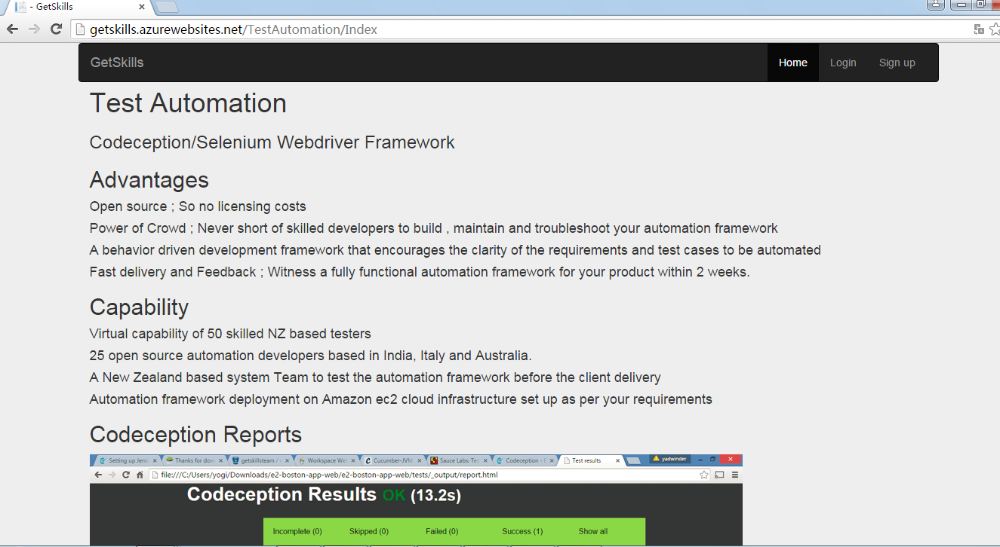 - GetSkills
getskills.azurewebsites.net/TestAutomation/Index
GetSkills Home Login Sign up
Test Automation
Codeception/Selenium Webdriver Framework
Advantages
Open source ; So no licensing costs
Power of Crowd ; Never short of skilled developers to build , maintain and troubleshoot your automation framework
A behavior driven development framework that encourages the clarity of the requirements and test cases to be automated
Fast delivery and Feedback ; Witness a fully functional automation framework for your product within 2 weeks.
Capability
Virtual capability of 50 skilled NZ based testers
25 open source automation developers based in India, Italy and Australia.
A New Zealand based system Team to test the automation framework before the client delivery
Automation framework deployment on Amazon ec2 cloud infrastructure set up as per your requirements
Codeception Reports
Setting up Jenk Thanks for dow getskillsteam / Workspace We Cucumber-JVM Sauce Labs: Te Codeception - Test results yadwinder
file:///C:/Users/yogi/Downloads/e2-boston-app-web/e2-boston-app-web/tests/_output/report.html
Codeception Results OK (13.2s)
Incomplete (0) Skipped (0) Failed (0) Success (1) Show all